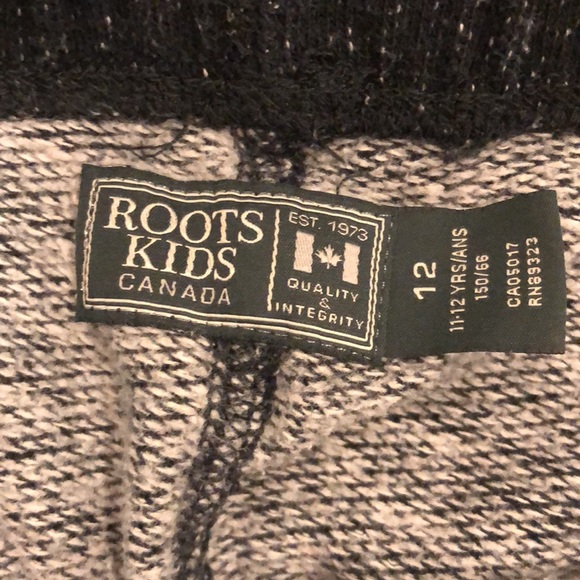 ROOTS
KIDS
CANADA
EST. 1973
QUALITY
&
INTEGRITY
12
11-12 YRS/ANS
150/66
CA05017
RN89323